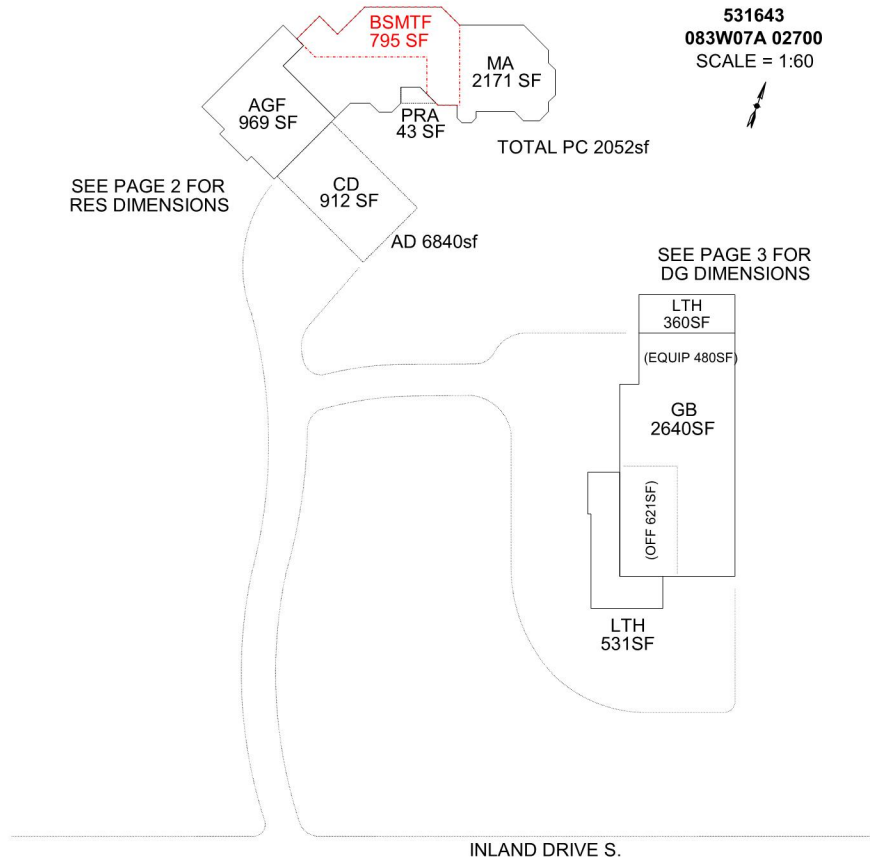 531643
083W07A 02700
SCALE = 1:60
BSMTF
795 SF
MA
2171 SF
AGF
969 SF
PRA
43 SF
TOTAL PC 2052sf
SEE PAGE 2 FOR
RES DIMENSIONS
CD
912 SF
AD 6840sf
SEE PAGE 3 FOR
DG DIMENSIONS
LTH
360SF
(EQUIP 480SF)
GB
2640SF
(OFF 621SF)
LTH
531SF
INLAND DRIVE S.